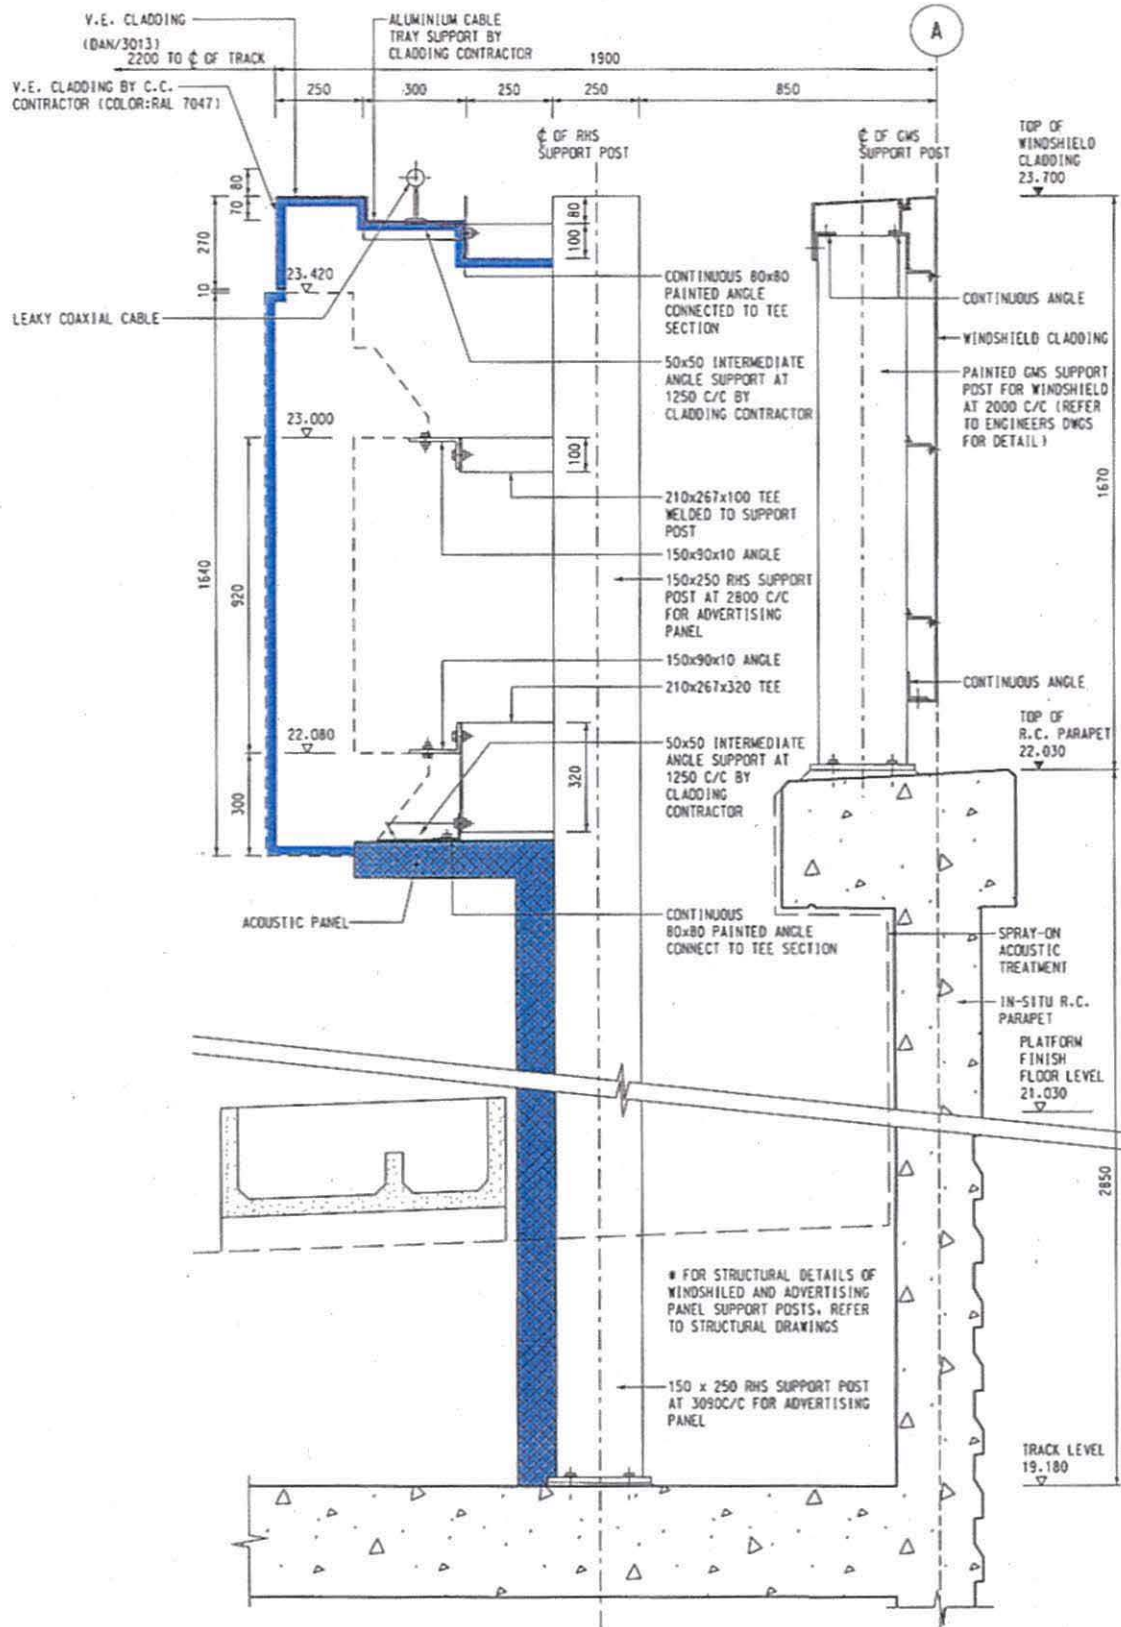 V.E. CLADDING
(DAN/3013)
2200 TO ℄ OF TRACK
V.E. CLADDING BY C.C.
CONTRACTOR (COLOR:RAL 7047)
ALUMINIUM CABLE
TRAY SUPPORT BY
CLADDING CONTRACTOR
1900
A
250
300
250
250
850
℄ OF RHS
SUPPORT POST
℄ OF GMS
SUPPORT POST
TOP OF
WINDSHIELD
CLADDING
23.700
80
70
270
10
80
100
23.420
LEAKY COAXIAL CABLE
CONTINUOUS 80x80
PAINTED ANGLE
CONNECTED TO TEE
SECTION
CONTINUOUS ANGLE
WINDSHIELD CLADDING
50x50 INTERMEDIATE
ANGLE SUPPORT AT
1250 C/C BY
CLADDING CONTRACTOR
PAINTED GMS SUPPORT
POST FOR WINDSHIELD
AT 2000 C/C (REFER
TO ENGINEERS DWGS
FOR DETAIL)
23.000
100
1670
210x267x100 TEE
WELDED TO SUPPORT
POST
150x90x10 ANGLE
1640
920
150x250 RHS SUPPORT
POST AT 2800 C/C
FOR ADVERTISING
PANEL
150x90x10 ANGLE
210x267x320 TEE
CONTINUOUS ANGLE
TOP OF
R.C. PARAPET
22.030
22.080
50x50 INTERMEDIATE
ANGLE SUPPORT AT
1250 C/C BY
CLADDING
CONTRACTOR
320
300
ACOUSTIC PANEL
CONTINUOUS
80x80 PAINTED ANGLE
CONNECT TO TEE SECTION
SPRAY-ON
ACOUSTIC
TREATMENT
IN-SITU R.C.
PARAPET
PLATFORM
FINISH
FLOOR LEVEL
21.030
2850
* FOR STRUCTURAL DETAILS OF
WINDSHILED AND ADVERTISING
PANEL SUPPORT POSTS, REFER
TO STRUCTURAL DRAWINGS
150 x 250 RHS SUPPORT POST
AT 3090C/C FOR ADVERTISING
PANEL
TRACK LEVEL
19.180